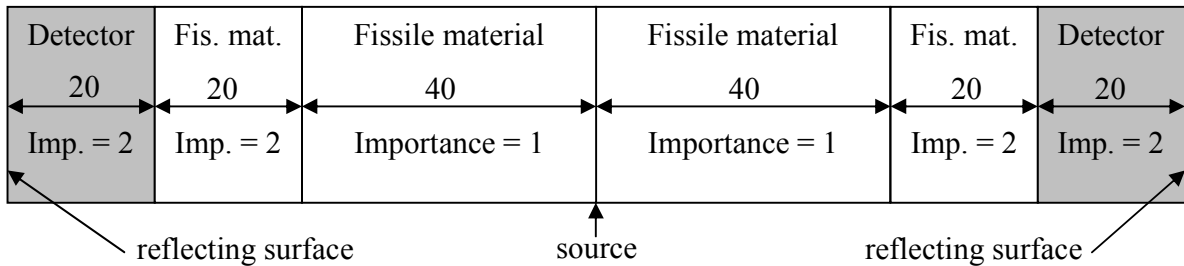 Detector Fis. mat. Fissile material Fissile material Fis. mat. Detector
20 20 40 40 20 20
Imp. = 2 Imp. = 2 Importance = 1 Importance = 1 Imp. = 2 Imp. = 2
reflecting surface source reflecting surface